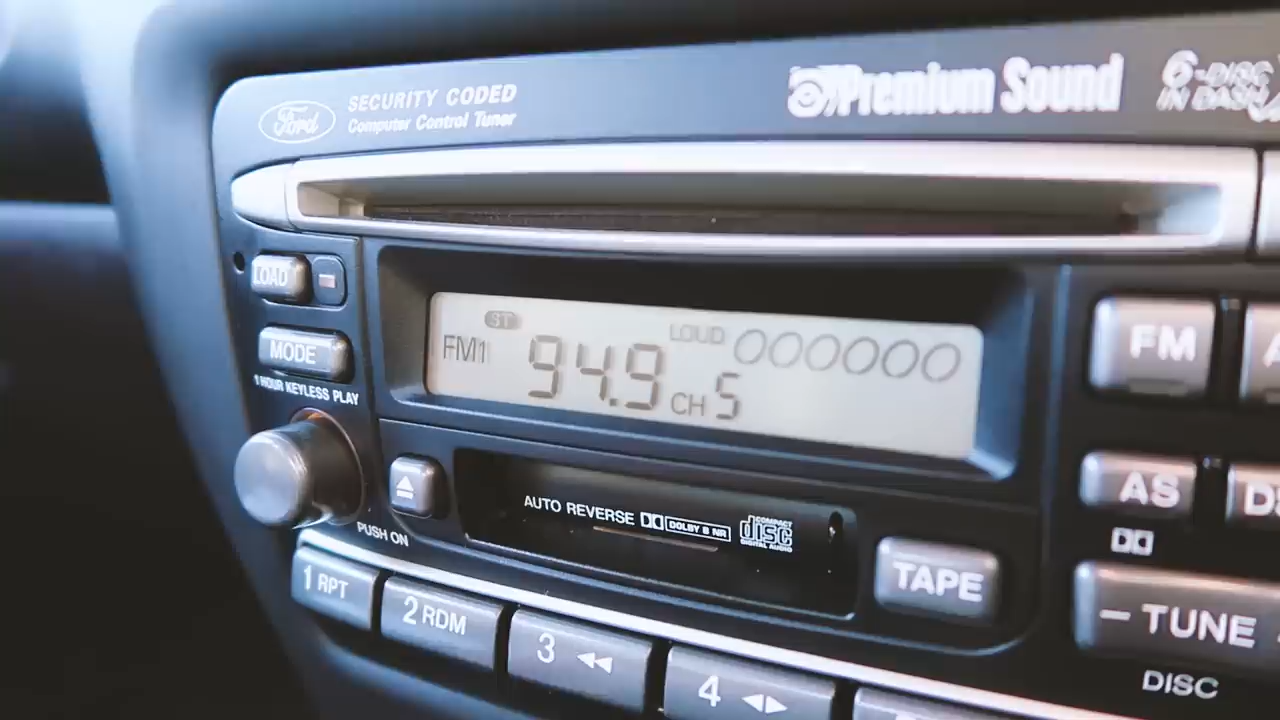 Ford
SECURITY CODED
Computer Control Tuner
Premium Sound
6-DISC
IN DASH
LOAD
MODE
1 HOUR KEYLESS PLAY
ST
FM1
94.9
CH 5
LOUD
FM
AS
PUSH ON
AUTO REVERSE DOLBY B NR
COMPACT
disc
DIGITAL AUDIO
TAPE
− TUNE
DISC
1 RPT
2 RDM
3
4